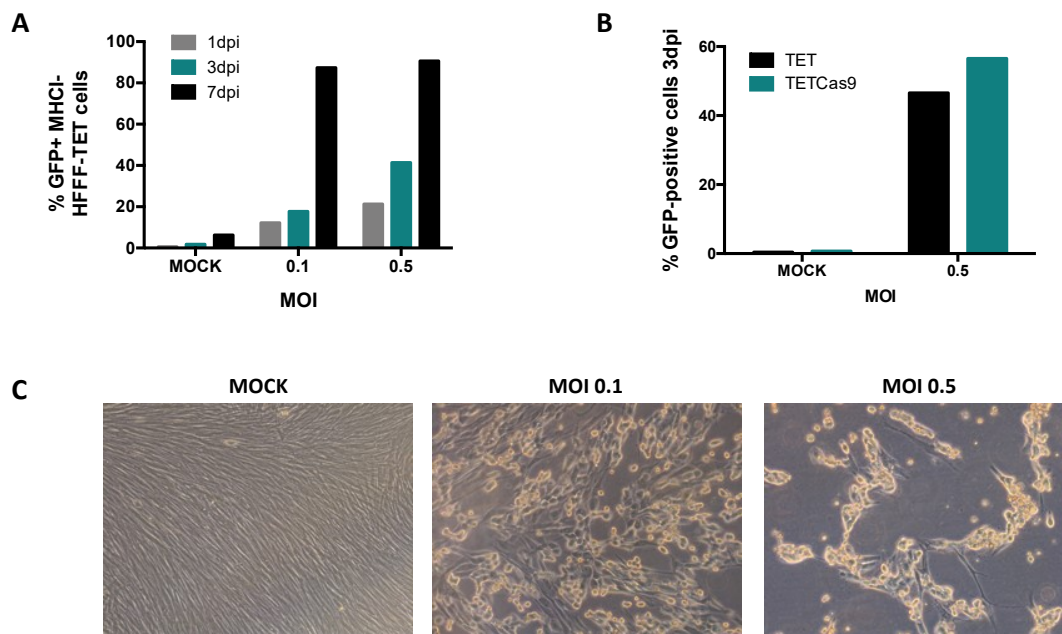 A
% GFP+ MHCI-
HFFF-TET cells
100
80
60
40
20
0
1dpi
3dpi
7dpi
MOCK
0.1
0.5
MOI
B
% GFP-positive cells 3dpi
60
40
20
0
TET
TETCas9
MOCK
0.5
MOI
C
MOCK
MOI 0.1
MOI 0.5